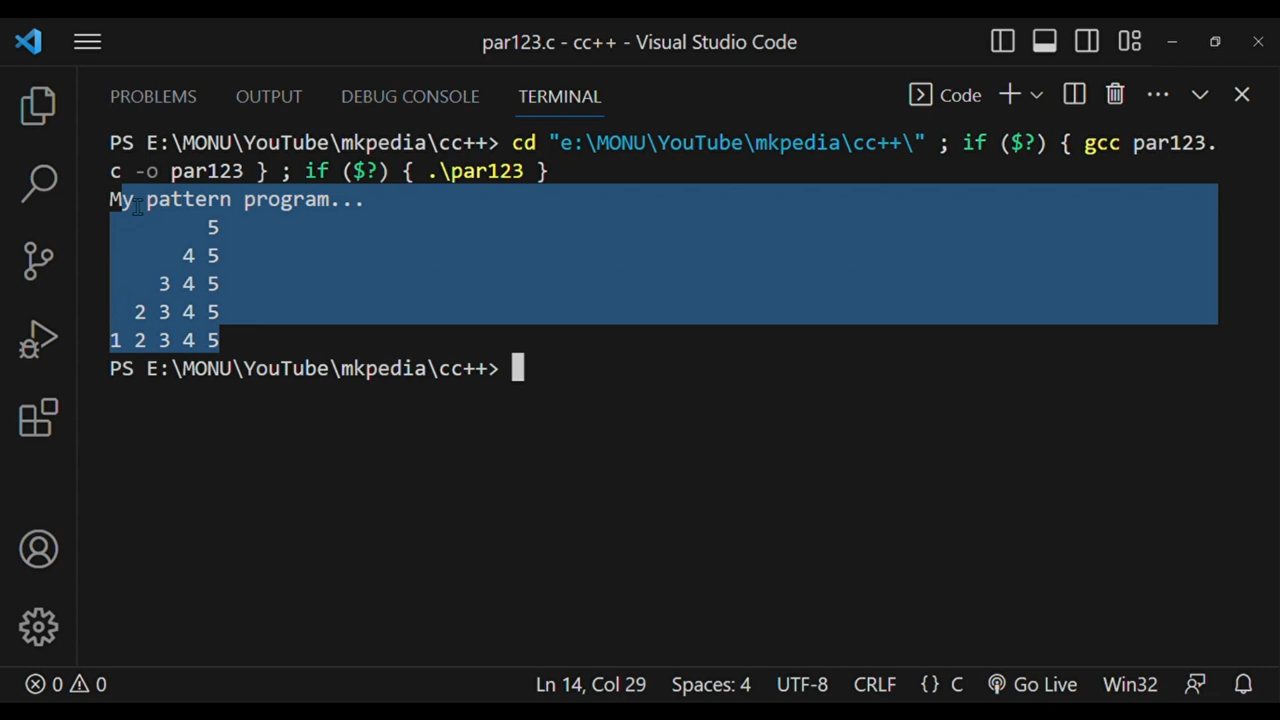 par123.c - cc++ - Visual Studio Code
PROBLEMS OUTPUT DEBUG CONSOLE TERMINAL Code
PS E:\MONU\YouTube\mkpedia\cc++> cd "e:\MONU\YouTube\mkpedia\cc++\" ; if ($?) { gcc par123.
c -o par123 } ; if ($?) { .\par123 }
My pattern program...
        5
      4 5
    3 4 5
  2 3 4 5
1 2 3 4 5
PS E:\MONU\YouTube\mkpedia\cc++>
0 0 Ln 14, Col 29 Spaces: 4 UTF-8 CRLF {} C Go Live Win32